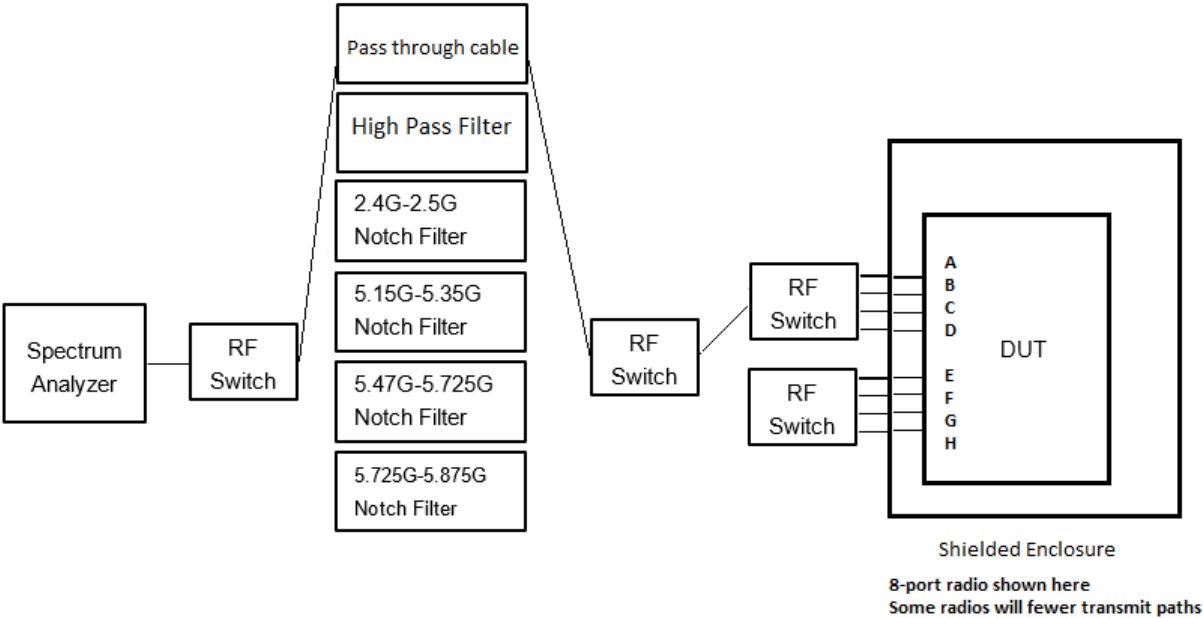 Pass through cable
High Pass Filter
2.4G-2.5G
Notch Filter
5.15G-5.35G
Notch Filter
5.47G-5.725G
Notch Filter
5.725G-5.875G
Notch Filter
Spectrum
Analyzer
RF
Switch
RF
Switch
RF
Switch
RF
Switch
A
B
C
D
E
F
G
H
DUT
Shielded Enclosure
8-port radio shown here
Some radios will fewer transmit paths